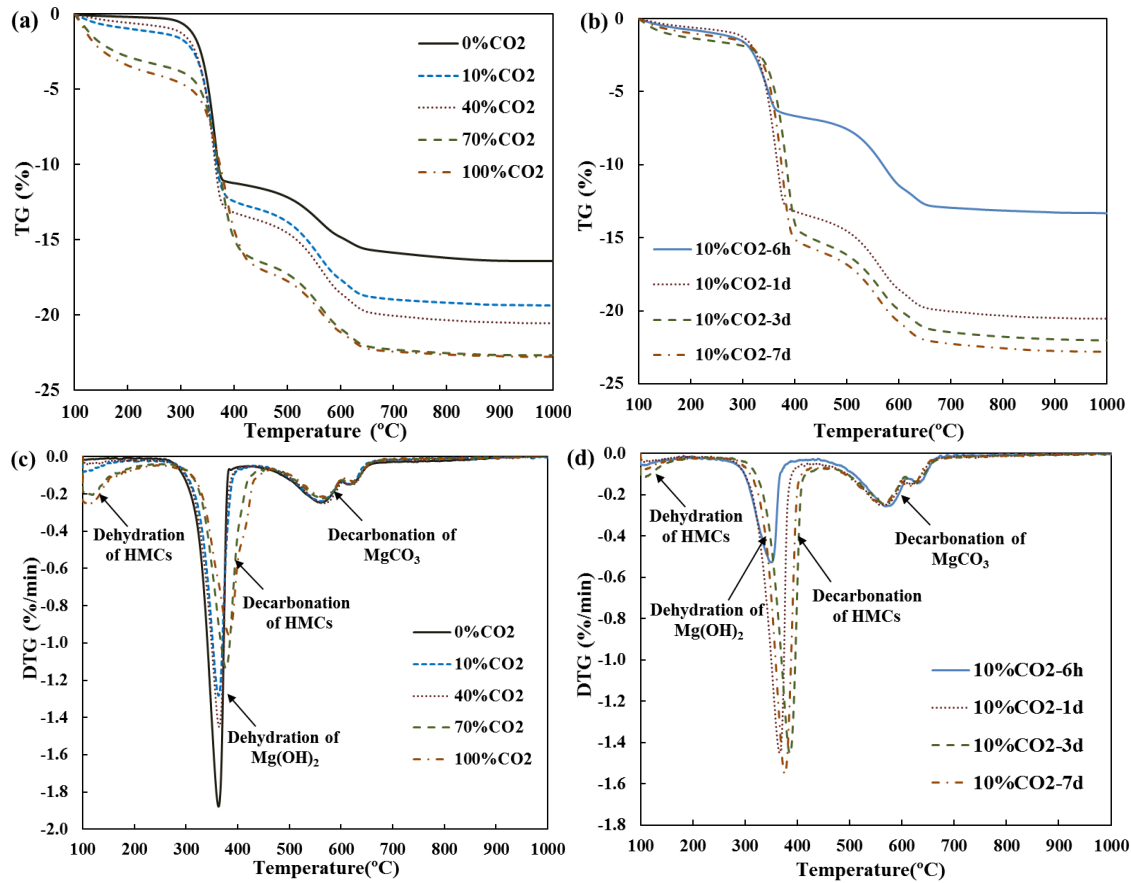 (a)
0
-5
-10
-15
-20
-25
TG (%)
0%CO2
10%CO2
40%CO2
70%CO2
100%CO2
100 200 300 400 500 600 700 800 900 1000
Temperature (ºC)
(b)
0
-5
-10
-15
-20
-25
TG (%)
10%CO2-6h
10%CO2-1d
10%CO2-3d
10%CO2-7d
100 200 300 400 500 600 700 800 900 1000
Temperature(ºC)
(c)
0.0
-0.2
-0.4
-0.6
-0.8
-1.0
-1.2
-1.4
-1.6
-1.8
-2.0
DTG (%/min)
Dehydration
of HMCs
Decarbonation of
MgCO3
Decarbonation
of HMCs
Dehydration of
Mg(OH)2
0%CO2
10%CO2
40%CO2
70%CO2
100%CO2
100 200 300 400 500 600 700 800 900 1000
Temperature(ºC)
(d)
0.0
-0.2
-0.4
-0.6
-0.8
-1.0
-1.2
-1.4
-1.6
-1.8
DTG (%/min)
Dehydration
of HMCs
Decarbonation of
MgCO3
Dehydration of
Mg(OH)2
Decarbonation
of HMCs
10%CO2-6h
10%CO2-1d
10%CO2-3d
10%CO2-7d
100 200 300 400 500 600 700 800 900 1000
Temperature(ºC)